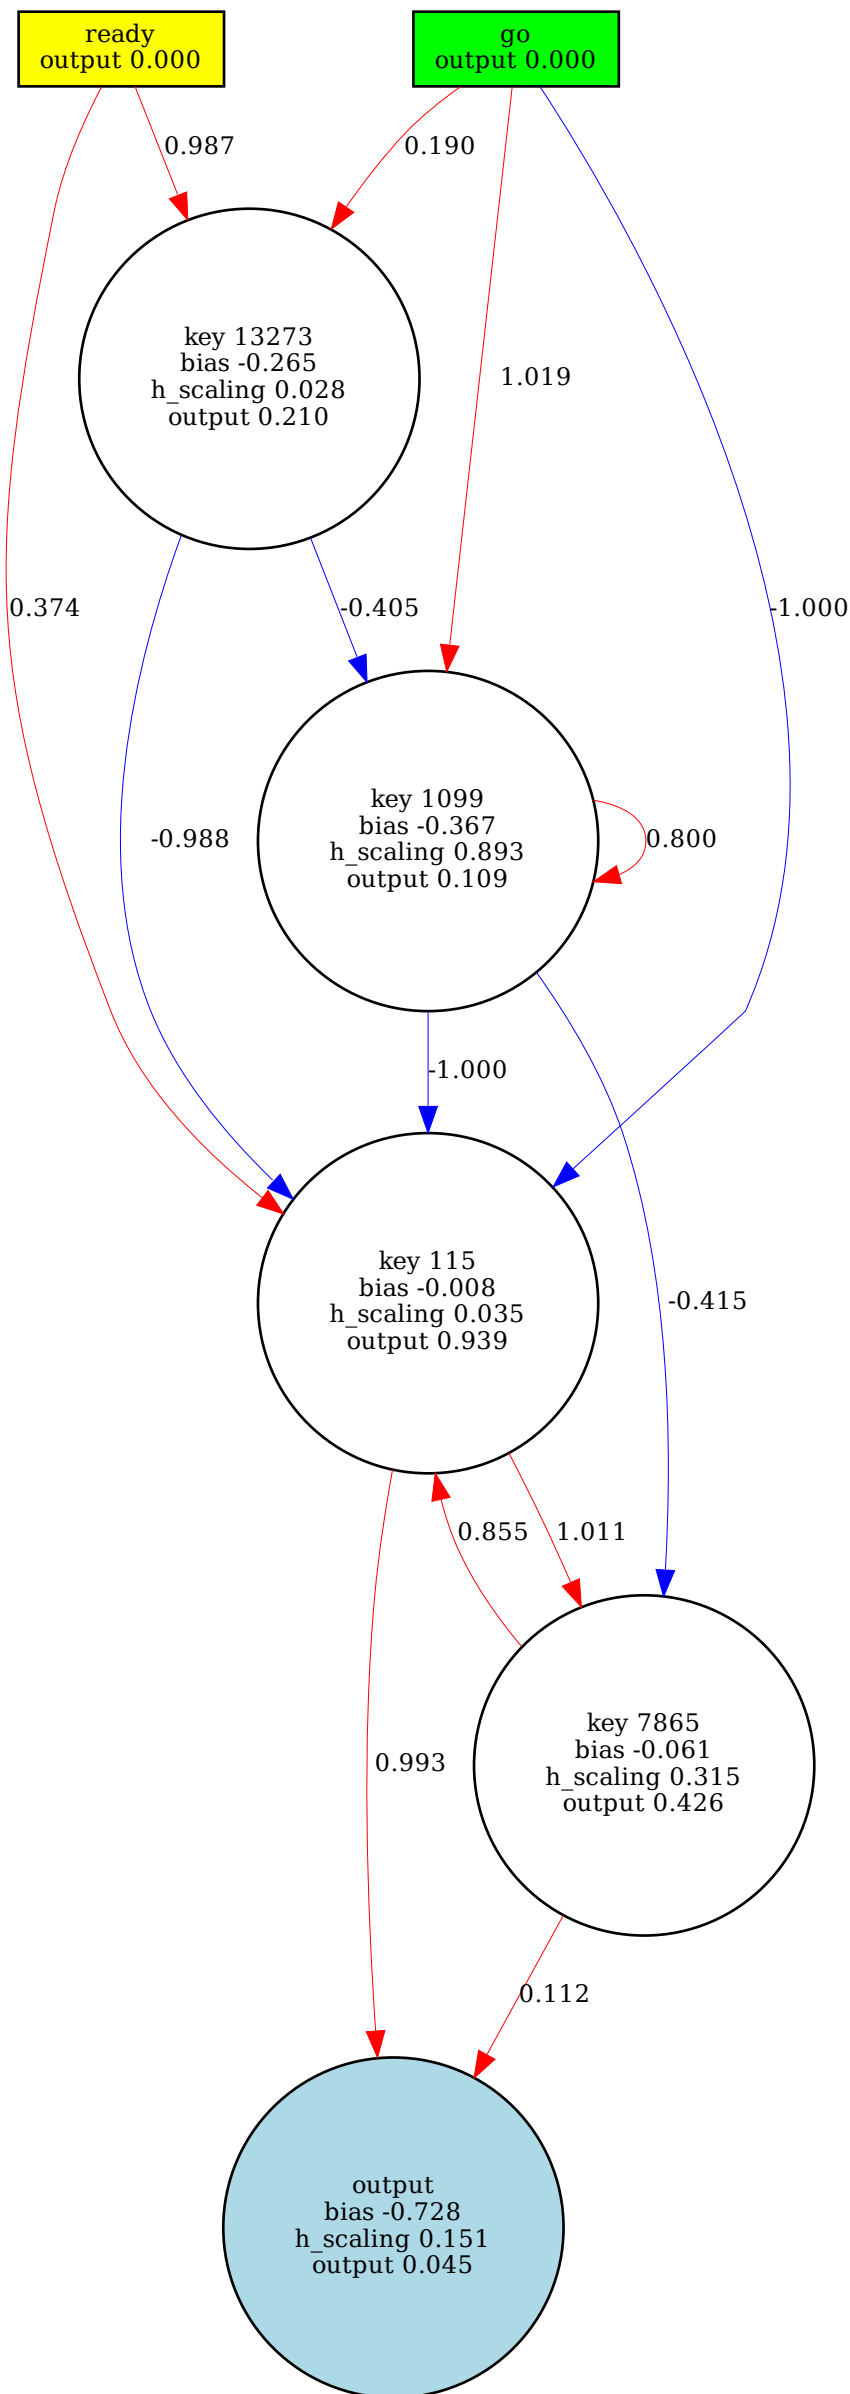 ready
output 0.000
go
output 0.000
0.987
0.190
key 13273
bias -0.265
h_scaling 0.028
output 0.210
1.019
0.374
-0.405
-1.000
key 1099
bias -0.367
h_scaling 0.893
output 0.109
-0.988
0.800
-1.000
key 115
bias -0.008
h_scaling 0.035
output 0.939
-0.415
0.855
1.011
key 7865
bias -0.061
h_scaling 0.315
output 0.426
0.993
0.112
output
bias -0.728
h_scaling 0.151
output 0.045